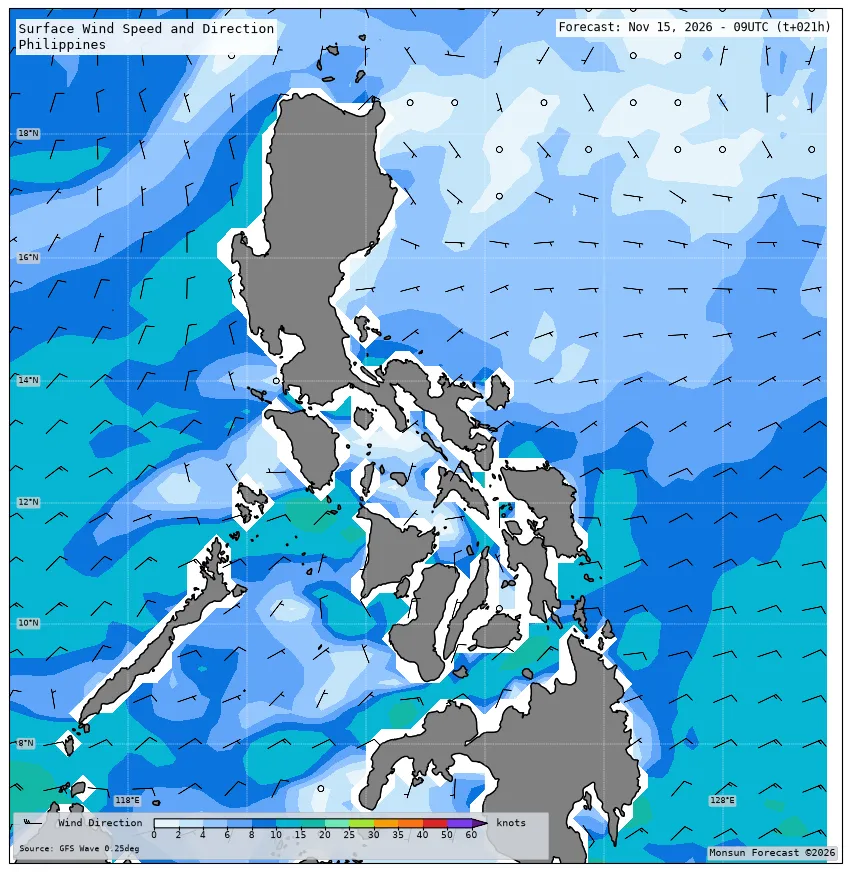 Surface Wind Speed and Direction
Philippines
Forecast: Nov 15, 2026 - 09UTC (t+021h)
18°N
16°N
14°N
12°N
10°N
8°N
118°E
128°E
Wind Direction
0 2 4 6 8 10 15 20 25 30 35 40 50 60
knots
Source: GFS Wave 0.25deg
Monsun Forecast ©2026